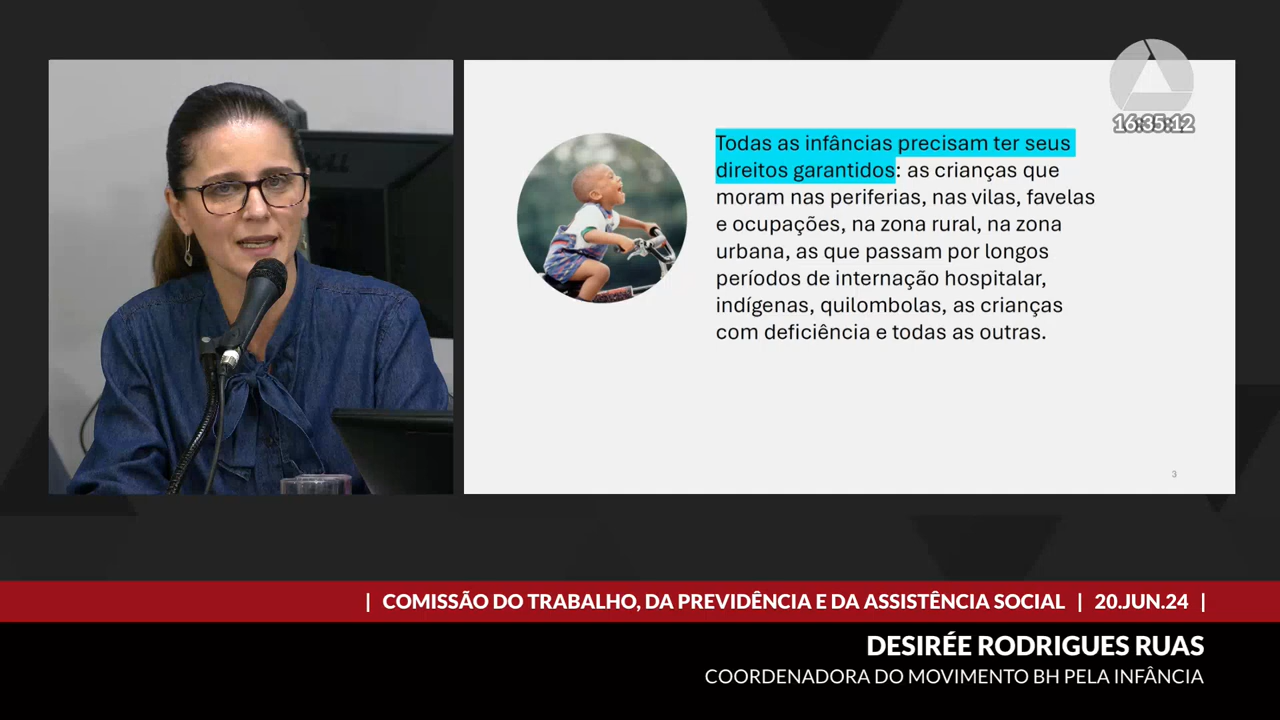 16:35:12
Todas as infâncias precisam ter seus
direitos garantidos: as crianças que
moram nas periferias, nas vilas, favelas
e ocupações, na zona rural, na zona
urbana, as que passam por longos
períodos de internação hospitalar,
indígenas, quilombolas, as crianças
com deficiência e todas as outras.
3
| COMISSÃO DO TRABALHO, DA PREVIDÊNCIA E DA ASSISTÊNCIA SOCIAL | 20.JUN.24 |
DESIRÉE RODRIGUES RUAS
COORDENADORA DO MOVIMENTO BH PELA INFÂNCIA